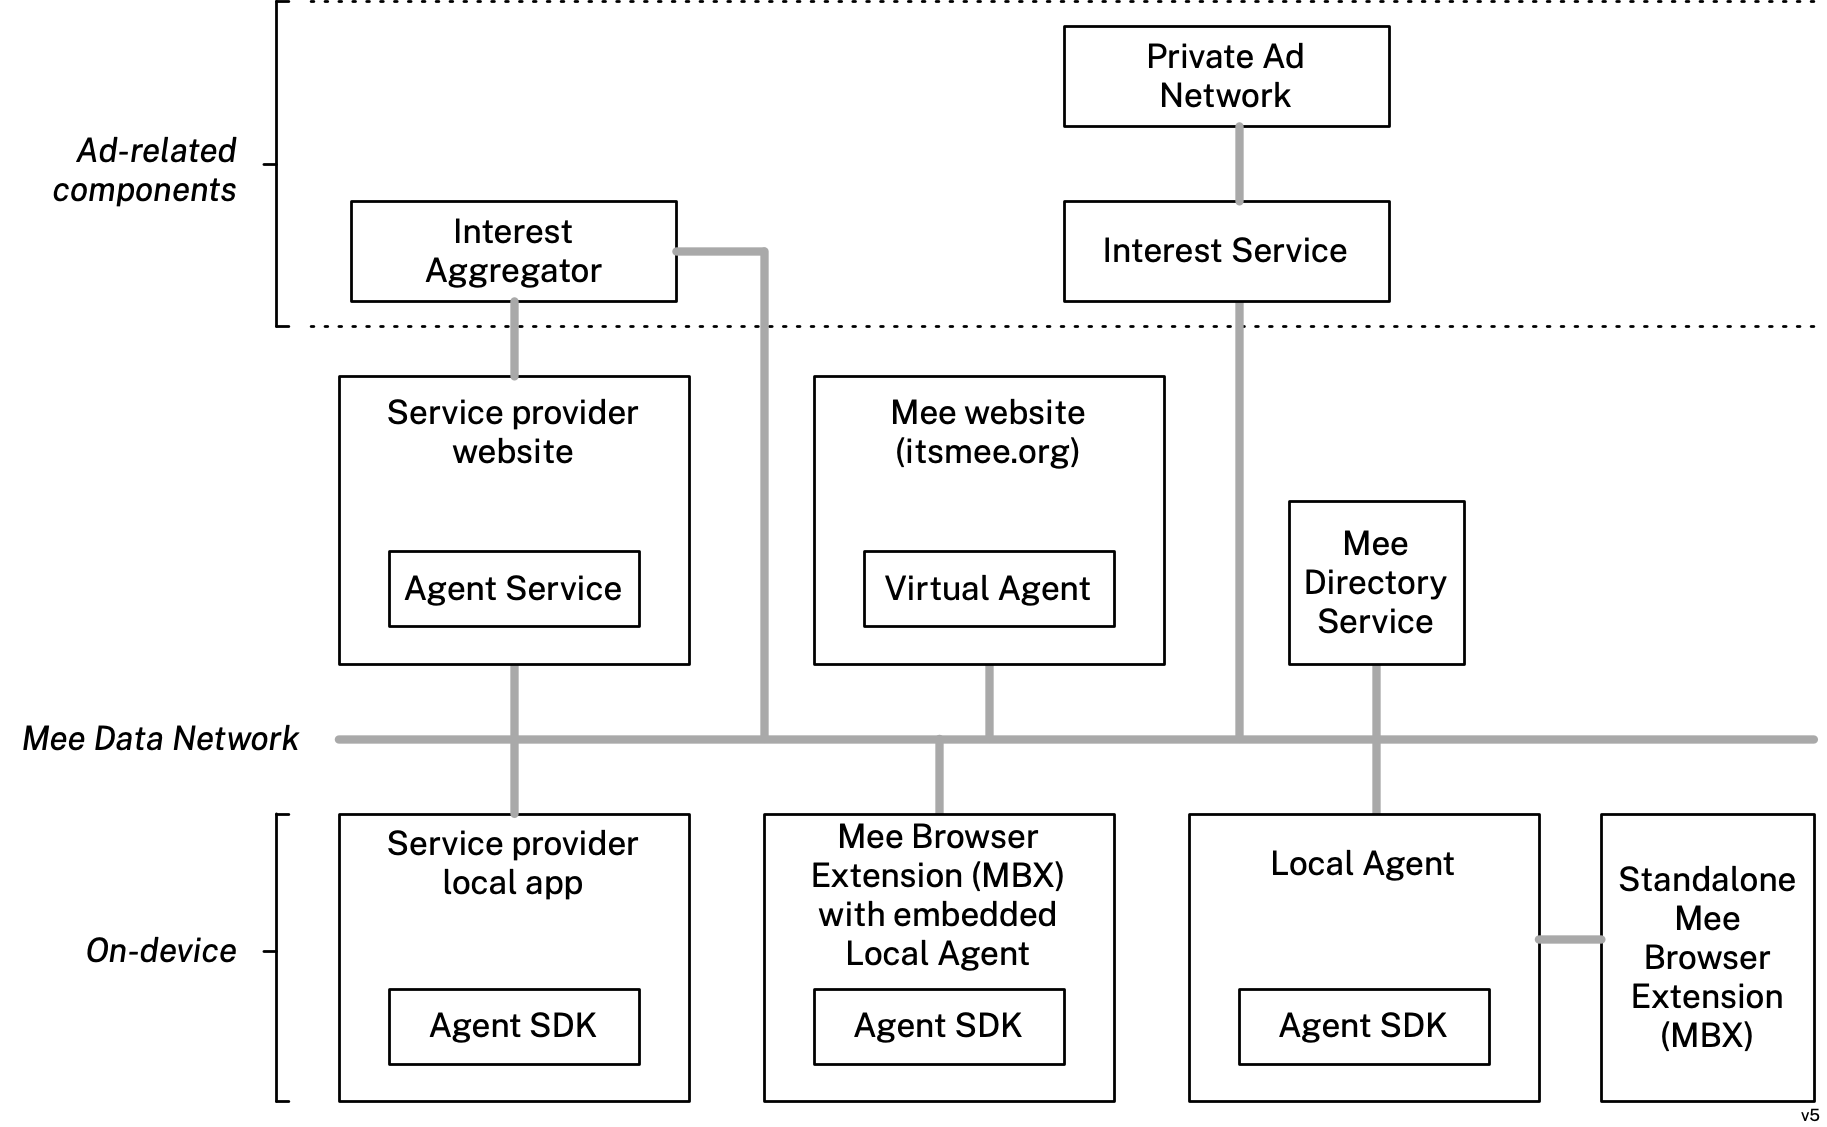 Private Ad
Network
Ad-related
components
Interest
Aggregator
Interest Service
Service provider
website
Agent Service
Mee website
(itsmee.org)
Virtual Agent
Mee
Directory
Service
Mee Data Network
On-device
Service provider
local app
Agent SDK
Mee Browser
Extension (MBX)
with embedded
Local Agent
Agent SDK
Local Agent
Agent SDK
Standalone
Mee
Browser
Extension
(MBX)
v5